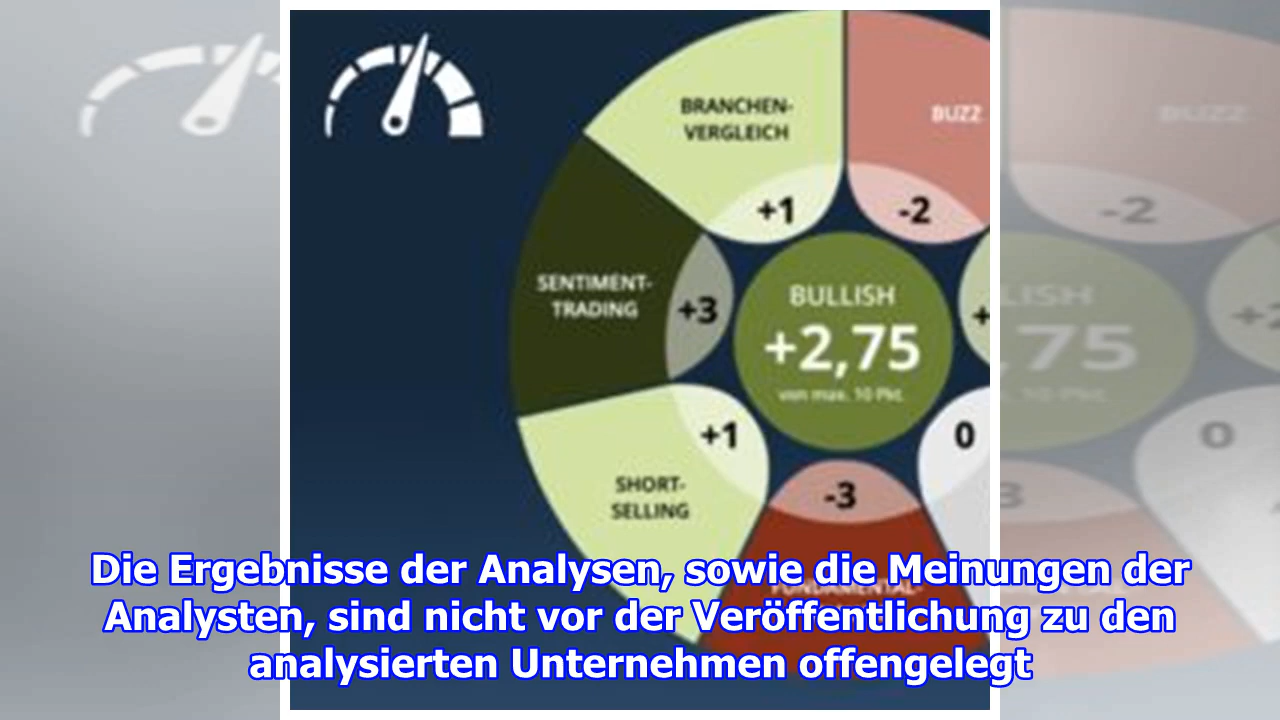 BRANCHEN-
VERGLEICH
BUZZ
+1
-2
SENTIMENT-
TRADING
+3
BULLISH
+2,75
von max. 10 Pkt.
+1
0
SHORT-
SELLING
-3
FUNDAMENTAL-
Die Ergebnisse der Analysen, sowie die Meinungen der
Analysten, sind nicht vor der Veröffentlichung zu den
analysierten Unternehmen offengelegt